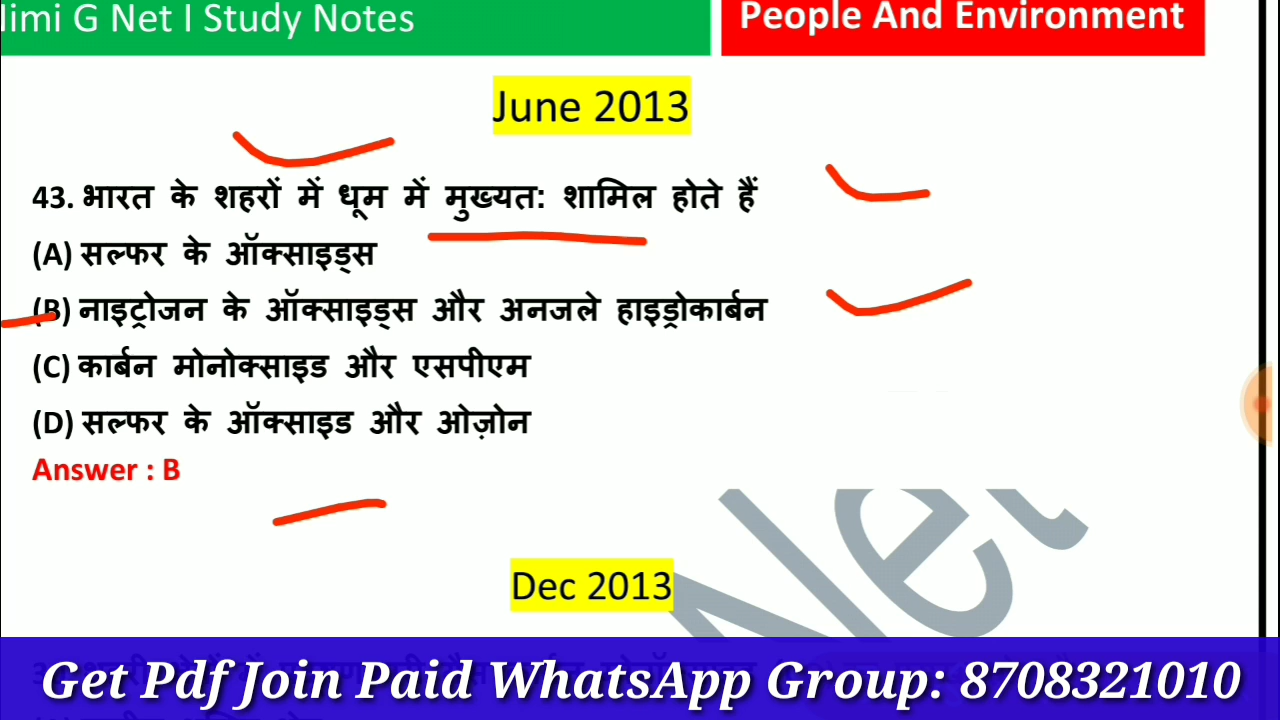 limi G Net I Study Notes
People And Environment
June 2013
43. भारत के शहरों में धूम में मुख्यत: शामिल होते हैं
(A) सल्फर के ऑक्साइड्स
(B) नाइट्रोजन के ऑक्साइड्स और अनजले हाइड्रोकार्बन
(C) कार्बन मोनोक्साइड और एसपीएम
(D) सल्फर के ऑक्साइड और ओज़ोन
Answer : B
Net
Dec 2013
Get Pdf Join Paid WhatsApp Group: 8708321010